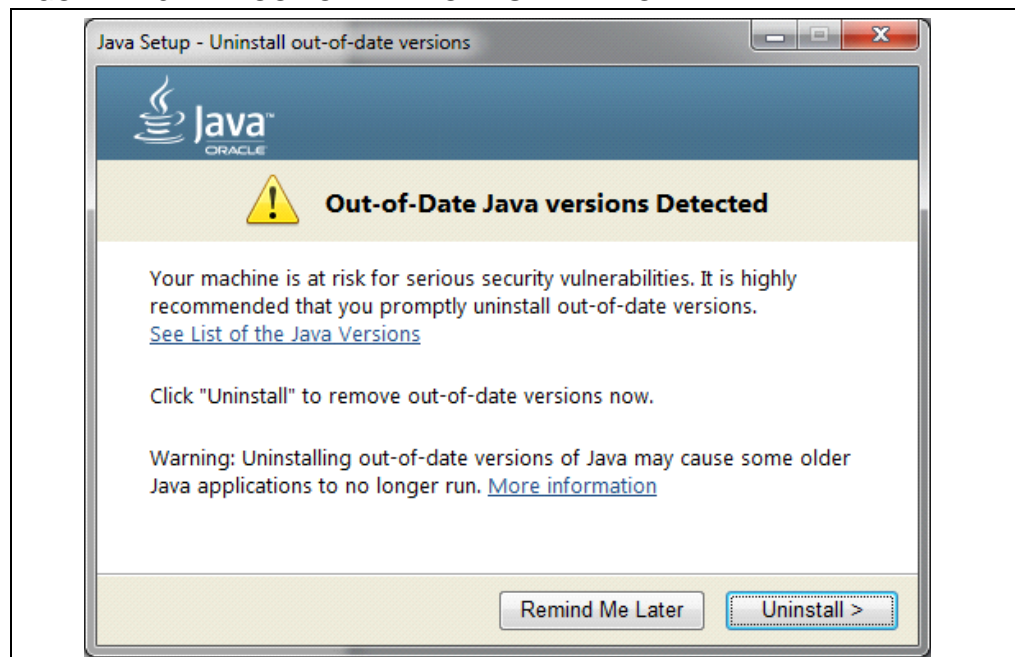 Java Setup - Uninstall out-of-date versions
Java™
ORACLE
Out-of-Date Java versions Detected
Your machine is at risk for serious security vulnerabilities. It is highly
recommended that you promptly uninstall out-of-date versions.
See List of the Java Versions
Click "Uninstall" to remove out-of-date versions now.
Warning: Uninstalling out-of-date versions of Java may cause some older
Java applications to no longer run. More information
Remind Me Later
Uninstall >